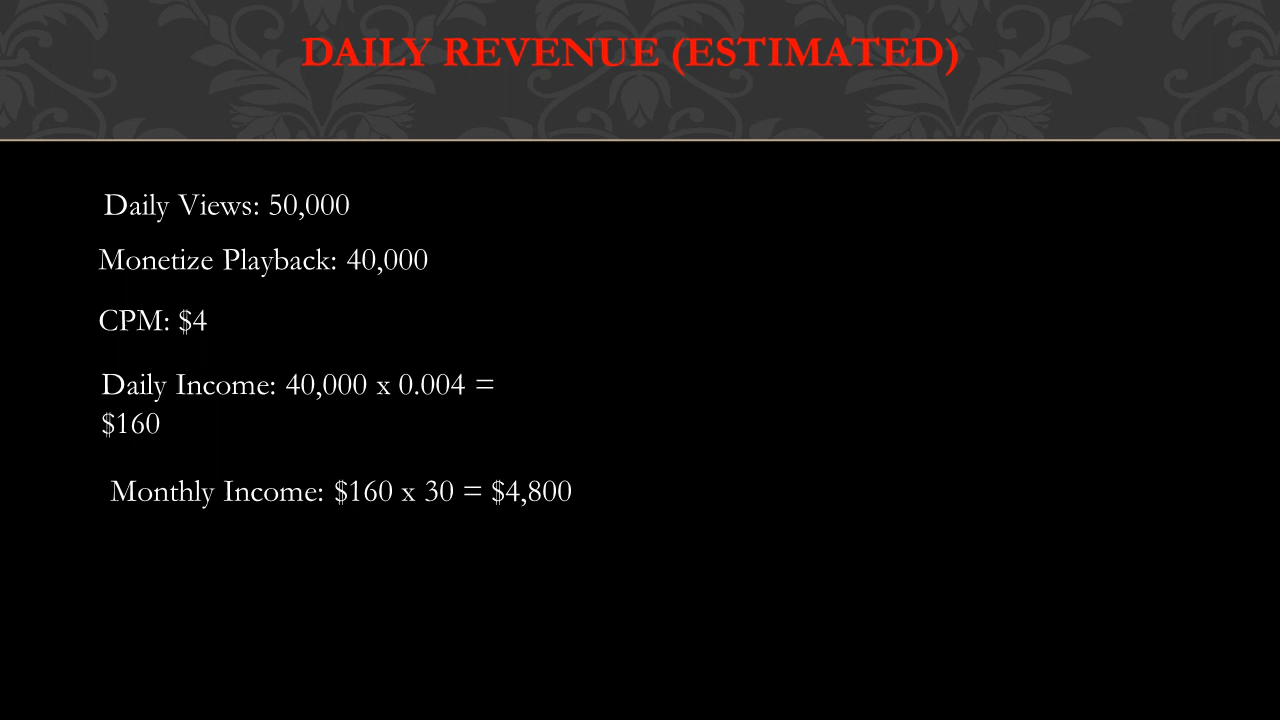 DAILY REVENUE (ESTIMATED)
Daily Views: 50,000
Monetize Playback: 40,000
CPM: $4
Daily Income: 40,000 x 0.004 =
$160
Monthly Income: $160 x 30 = $4,800